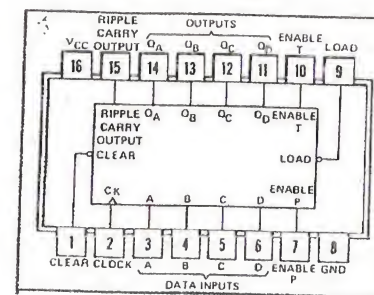 RIPPLE OUTPUTS
CARRY ENABLE
VCC OUTPUT QA QB QC QD T LOAD
16 15 14 13 12 11 10 9
RIPPLE QA QB QC QD ENABLE
CARRY T
OUTPUT
CLEAR LOAD
ENABLE
CK A B C D P
1 2 3 4 5 6 7 8
CLEAR CLOCK A B C D ENABLE GND
P
DATA INPUTS